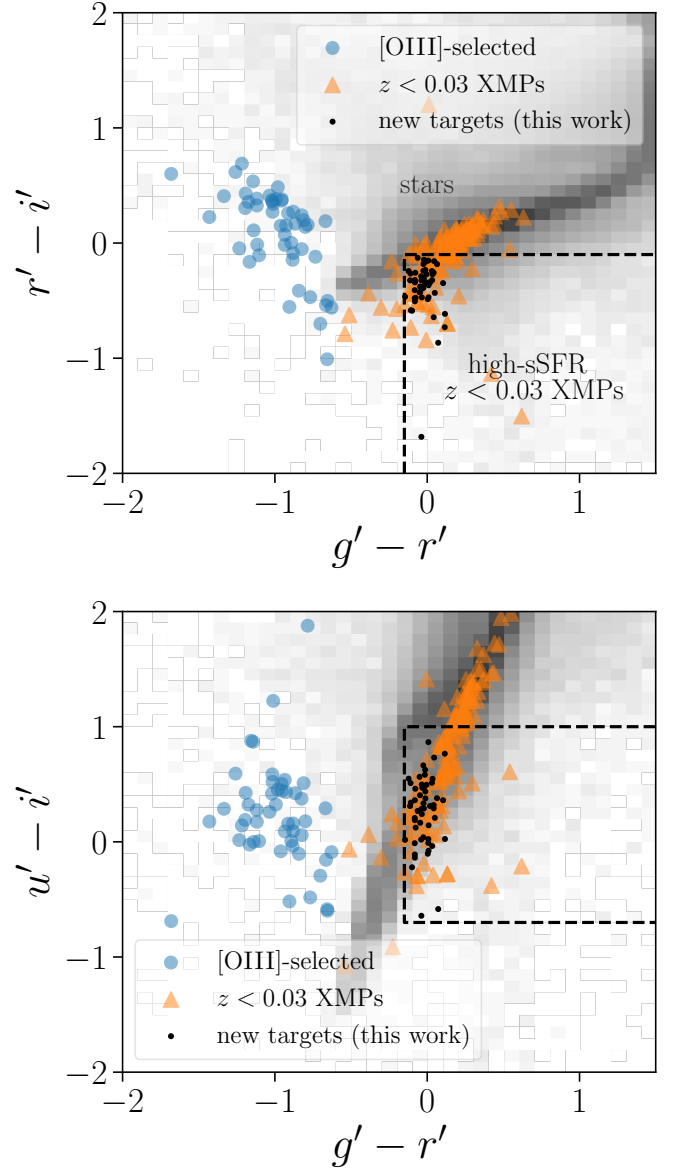 2
1
0
−1
−2
r′ − i′
[OIII]-selected
z < 0.03 XMPs
new targets (this work)
stars
high-sSFR
z < 0.03 XMPs
−2
−1
0
1
g′ − r′
2
1
0
−1
−2
u′ − i′
[OIII]-selected
z < 0.03 XMPs
new targets (this work)
−2
−1
0
1
g′ − r′